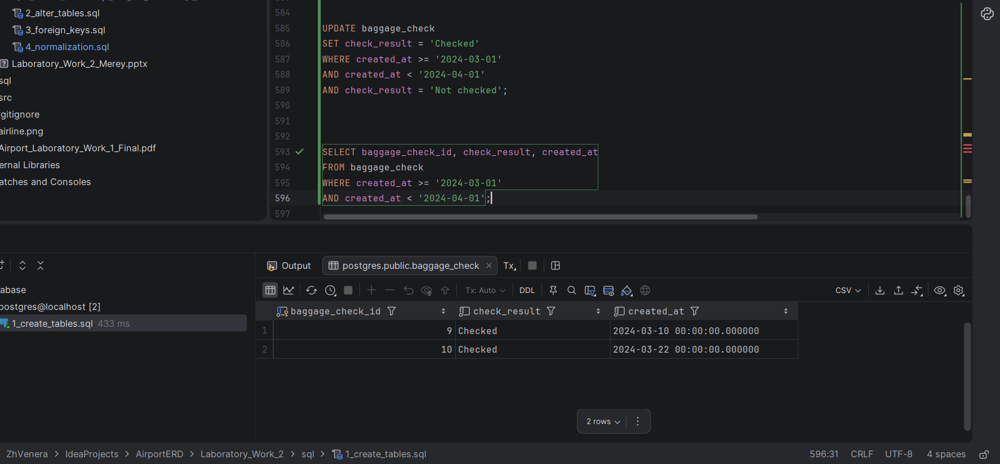 2_alter_tables.sql
3_foreign_keys.sql
4_normalization.sql
Laboratory_Work_2_Merey.pptx
sql
src
gitignore
airline.png
Airport_Laboratory_Work_1_Final.pdf
ernal Libraries
atches and Consoles
584
585 UPDATE baggage_check
586 SET check_result = 'Checked'
587 WHERE created_at >= '2024-03-01'
588 AND created_at < '2024-04-01'
589 AND check_result = 'Not checked';
590
591
592
593 SELECT baggage_check_id, check_result, created_at
594 FROM baggage_check
595 WHERE created_at >= '2024-03-01'
596 AND created_at < '2024-04-01';
597
Output postgres.public.baggage_check Tx
abase
postgres@localhost [2]
1_create_tables.sql 433 ms
Tx: Auto DDL CSV
baggage_check_id check_result created_at
1 9 Checked 2024-03-10 00:00:00.000000
2 10 Checked 2024-03-22 00:00:00.000000
2 rows
ZhVenera > IdeaProjects > AirportERD > Laboratory_Work_2 > sql > 1_create_tables.sql 596:31 CRLF UTF-8 4 spaces